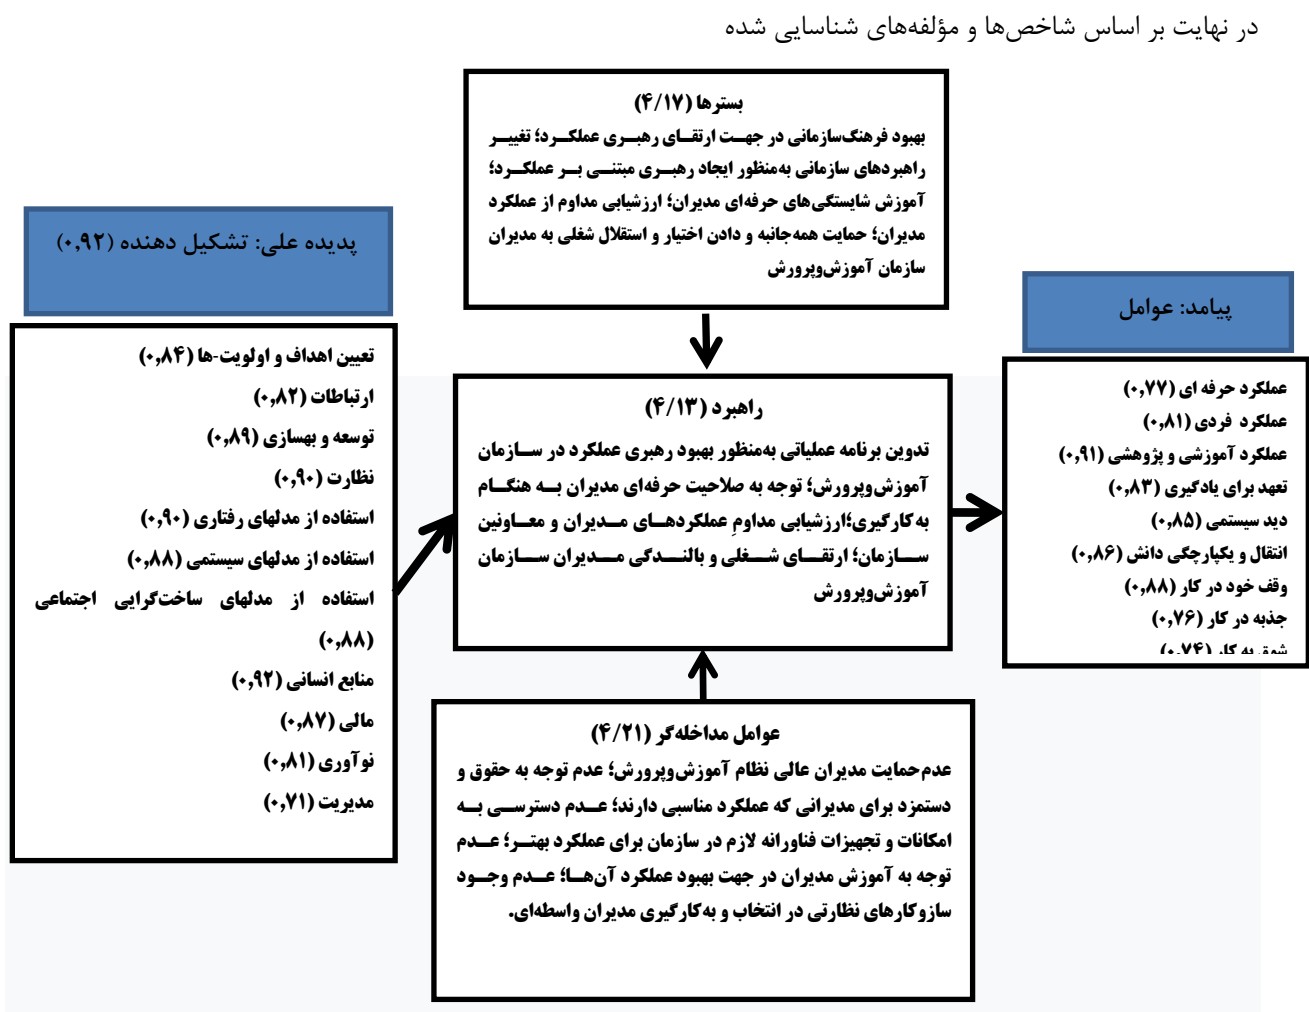 در نهایت بر اساس شاخص‌ها و مؤلفه‌های شناسایی شده
بسترها (۴/۱۷)
بهبود فرهنگ‌سازمانی در جهت ارتقای رهبری عملکرد؛ تغییر
راهبردهای سازمانی به‌منظور ایجاد رهبری مبتنی بر عملکرد؛
آموزش شایستگی‌های حرفه‌ای مدیران؛ ارزشیابی مداوم از عملکرد
مدیران؛ حمایت همه‌جانبه و دادن اختیار و استقلال شغلی به مدیران
سازمان آموزش‌وپرورش
پدیده علی: تشکیل دهنده (۰,۹۲)
تعیین اهداف و اولویت-ها (۰,۸۴)
ارتباطات (۰,۸۲)
توسعه و بهسازی (۰,۸۹)
نظارت (۰,۹۰)
استفاده از مدلهای رفتاری (۰,۹۰)
استفاده از مدلهای سیستمی (۰,۸۸)
استفاده از مدلهای ساخت‌گرایی اجتماعی
(۰,۸۸)
منابع انسانی (۰,۹۲)
مالی (۰,۸۷)
نوآوری (۰,۸۱)
مدیریت (۰,۷۱)
راهبرد (۴/۱۳)
تدوین برنامه عملیاتی به‌منظور بهبود رهبری عملکرد در سازمان
آموزش‌وپرورش؛ توجه به صلاحیت حرفه‌ای مدیران به هنگام
به‌کارگیری؛ارزشیابی مداومِ عملکردهای مدیران و معاونین
سازمان؛ ارتقای شغلی و بالندگی مدیران سازمان
آموزش‌وپرورش
عوامل مداخله‌گر (۴/۲۱)
عدم‌حمایت مدیران عالی نظام آموزش‌وپرورش؛ عدم توجه به حقوق و
دستمزد برای مدیرانی که عملکرد مناسبی دارند؛ عدم دسترسی به
امکانات و تجهیزات فناورانه لازم در سازمان برای عملکرد بهتر؛ عدم
توجه به آموزش مدیران در جهت بهبود عملکرد آن‌ها؛ عدم وجود
سازوکارهای نظارتی در انتخاب و به‌کارگیری مدیران واسطه‌ای.
پیامد: عوامل
عملکرد حرفه ای (۰,۷۷)
عملکرد فردی (۰,۸۱)
عملکرد آموزشی و پژوهشی (۰,۹۱)
تعهد برای یادگیری (۰,۸۳)
دید سیستمی (۰,۸۵)
انتقال و یکپارچگی دانش (۰,۸۶)
وقف خود در کار (۰,۸۸)
جذبه در کار (۰,۷۶)
شوق به کار (۰,۷۴)